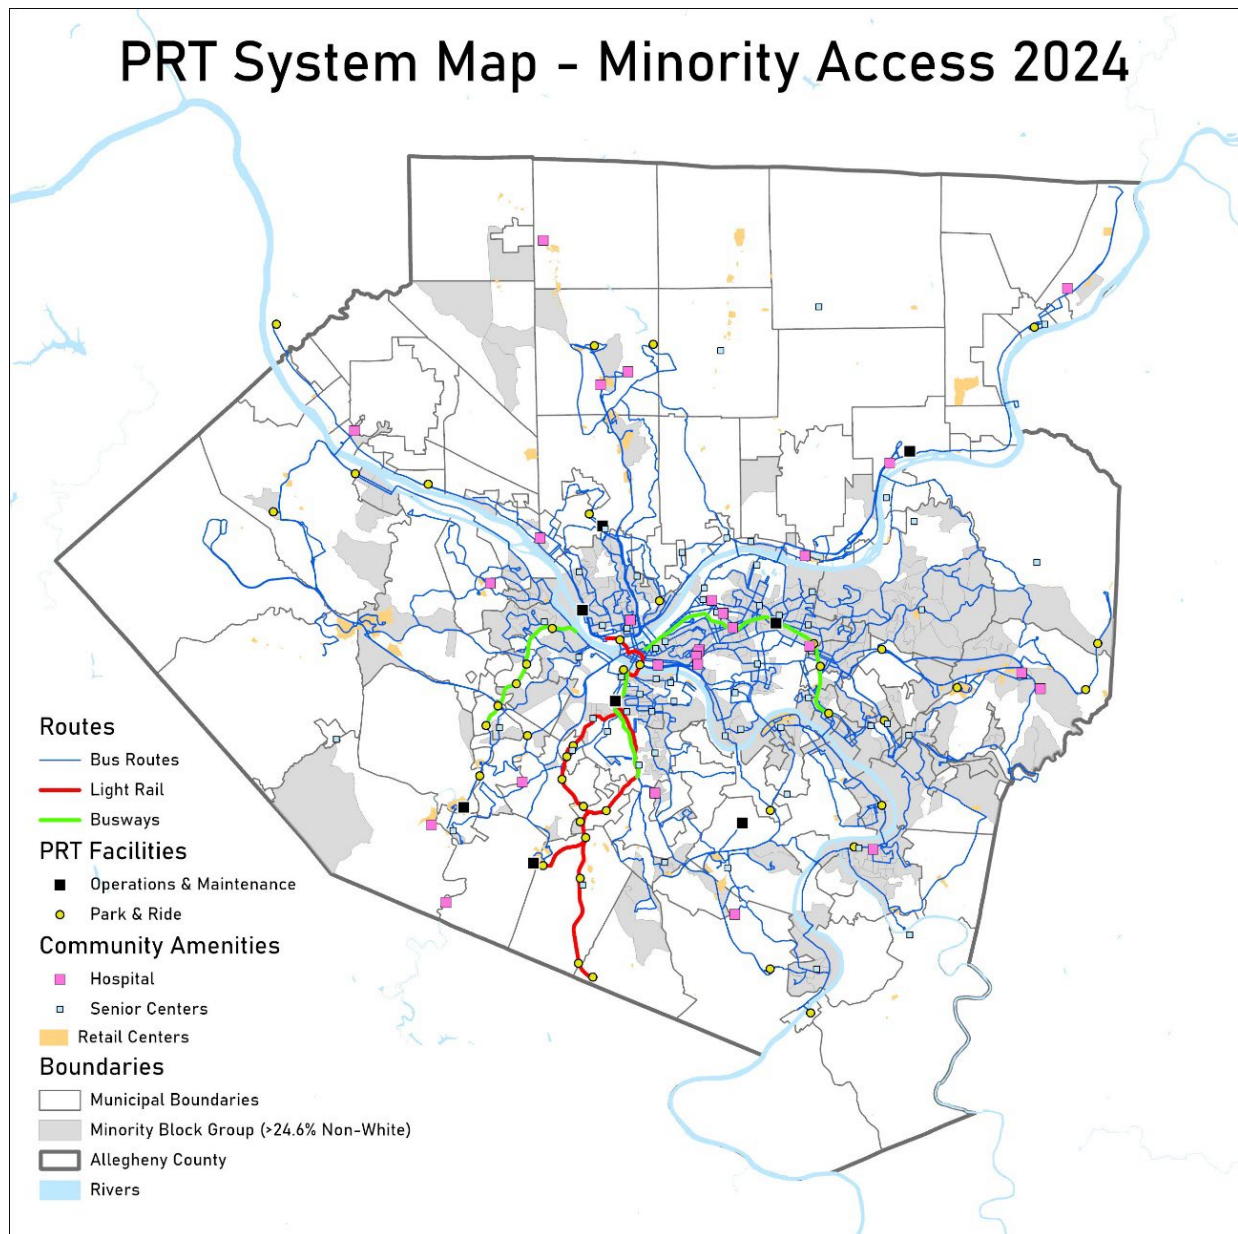 PRT System Map - Minority Access 2024
Routes
Bus Routes
Light Rail
Busways
PRT Facilities
Operations & Maintenance
Park & Ride
Community Amenities
Hospital
Senior Centers
Retail Centers
Boundaries
Municipal Boundaries
Minority Block Group (>24.6% Non-White)
Allegheny County
Rivers